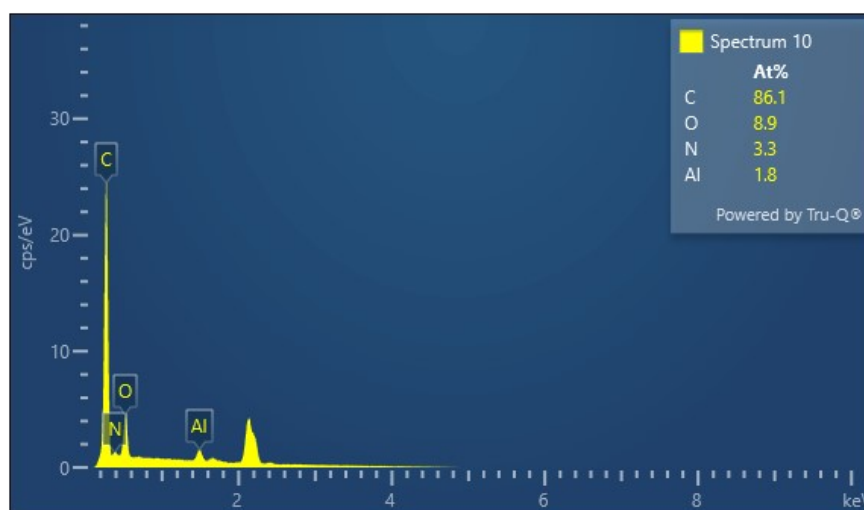 Spectrum 10
At%
C 86.1
O 8.9
N 3.3
Al 1.8
Powered by Tru-Q®
30
20
10
0
cps/eV
C
O
N
Al
2
4
6
8
keV